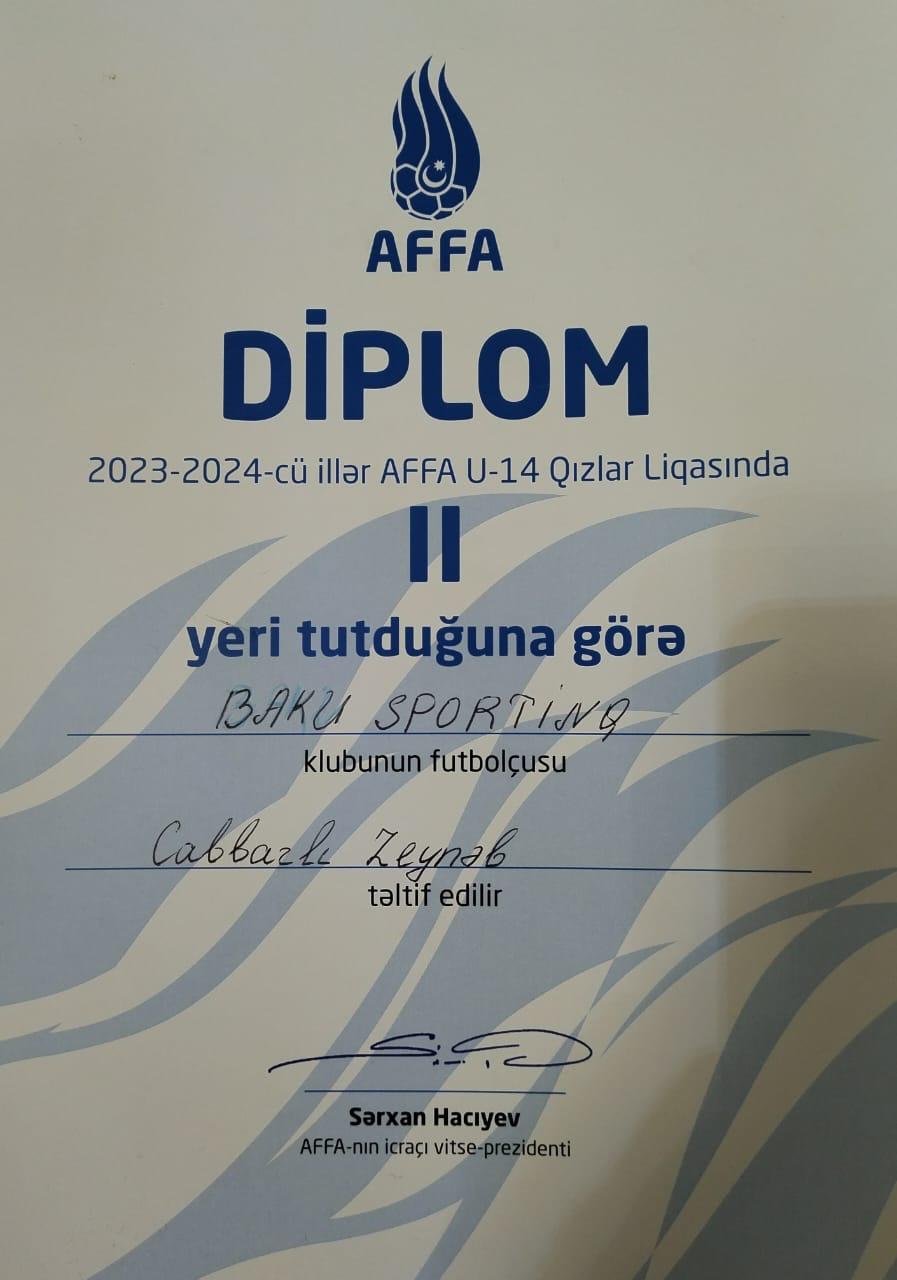 AFFA
DİPLOM
2023-2024-cü illər AFFA U-14 Qızlar Liqasında
II
yeri tutduğuna görə
BAKU SPORTİNQ
klubunun futbolçusu
Cabbarlı Zeynəb
təltif edilir
Sərxan Hacıyev
AFFA-nın icraçı vitse-prezidenti